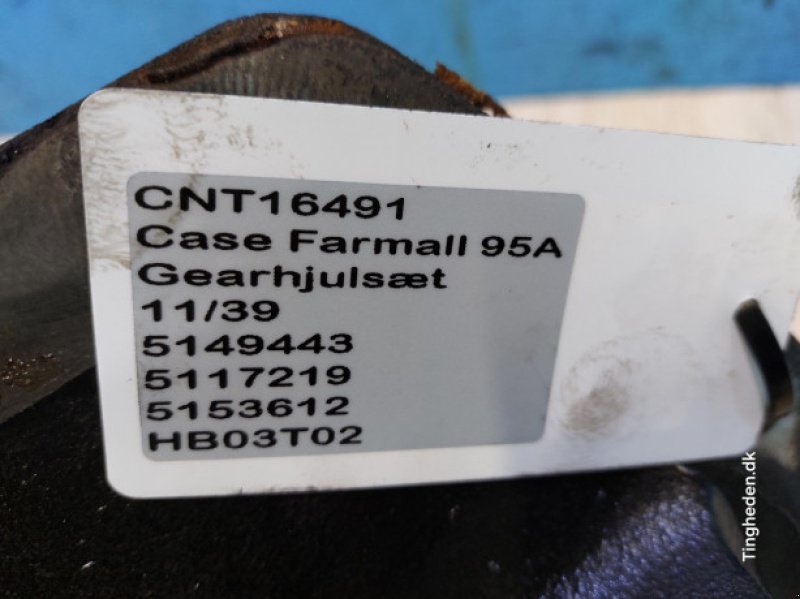 CNT16491
Case Farmall 95A
Gearhjulsæt
11/39
5149443
5117219
5153612
HB03T02
Tingheden.dk